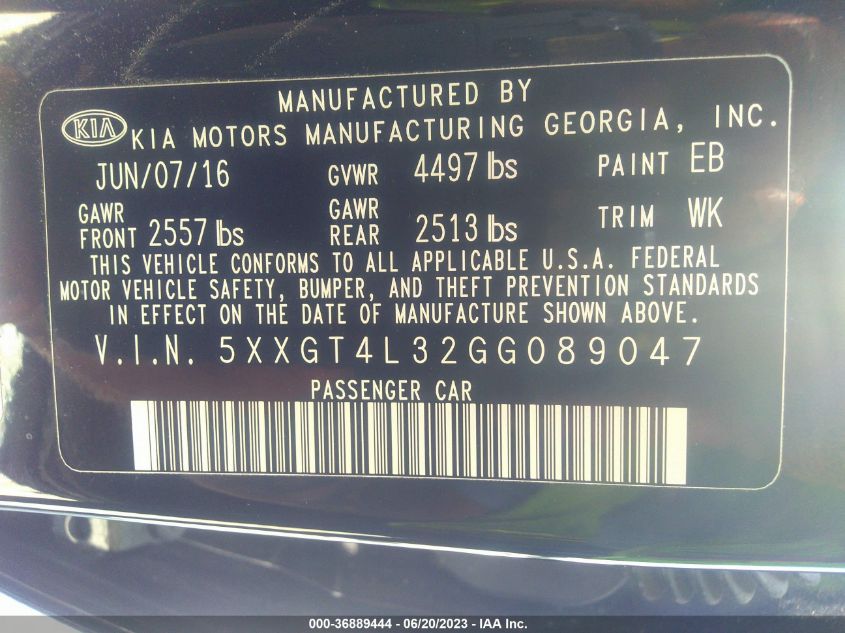 MANUFACTURED BY
KIA KIA MOTORS MANUFACTURING GEORGIA, INC.
JUN/07/16 GVWR 4497 lbs PAINT EB
GAWR FRONT 2557 lbs GAWR REAR 2513 lbs TRIM WK
THIS VEHICLE CONFORMS TO ALL APPLICABLE U.S.A. FEDERAL
MOTOR VEHICLE SAFETY, BUMPER, AND THEFT PREVENTION STANDARDS
IN EFFECT ON THE DATE OF MANUFACTURE SHOWN ABOVE.
V.I.N. 5XXGT4L32GG089047
PASSENGER CAR
000-36889444 - 06/20/2023 - IAA Inc.